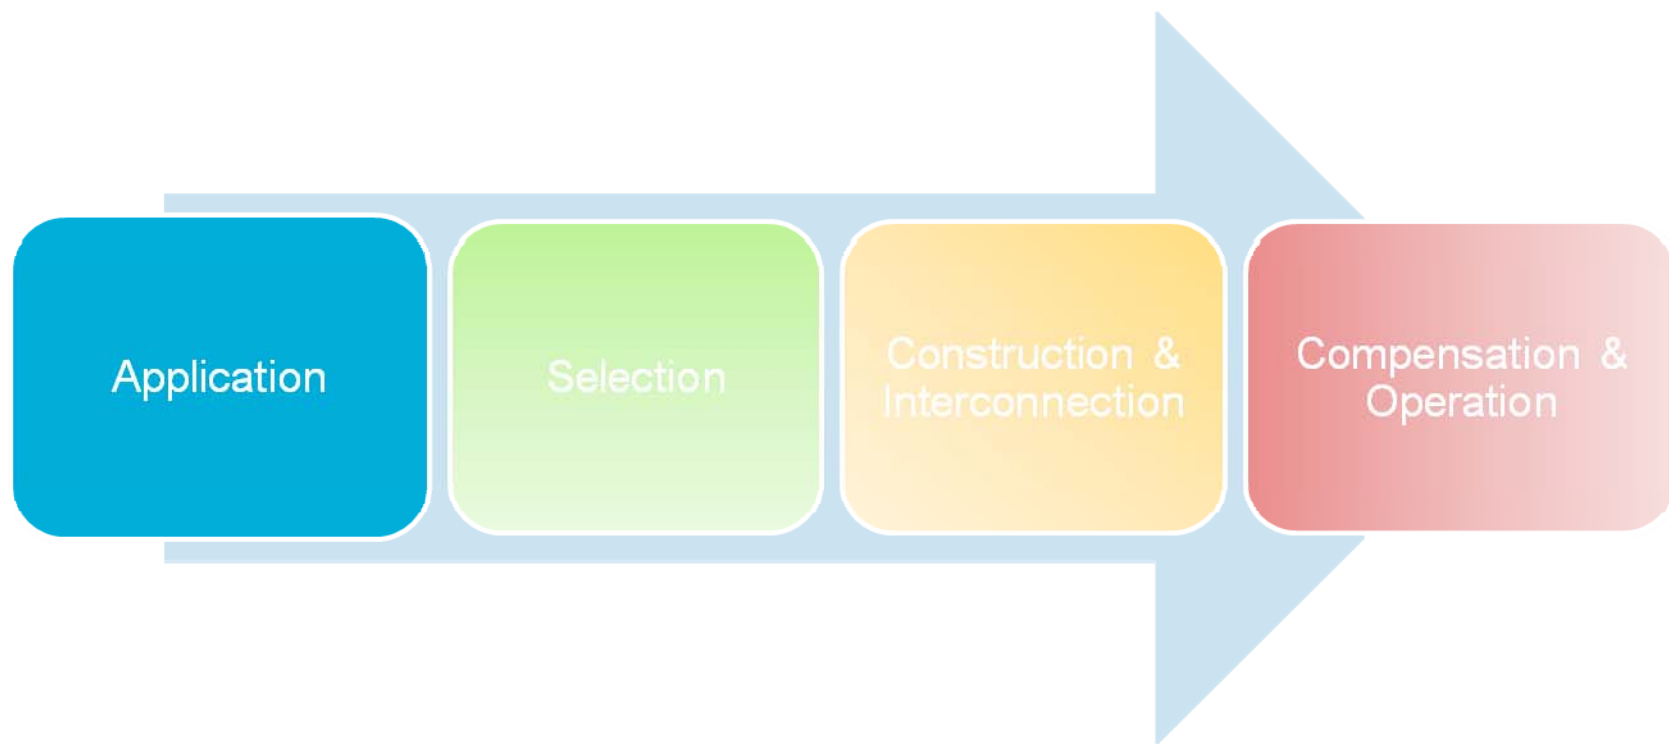 Application
Selection
Construction &
Interconnection
Compensation &
Operation